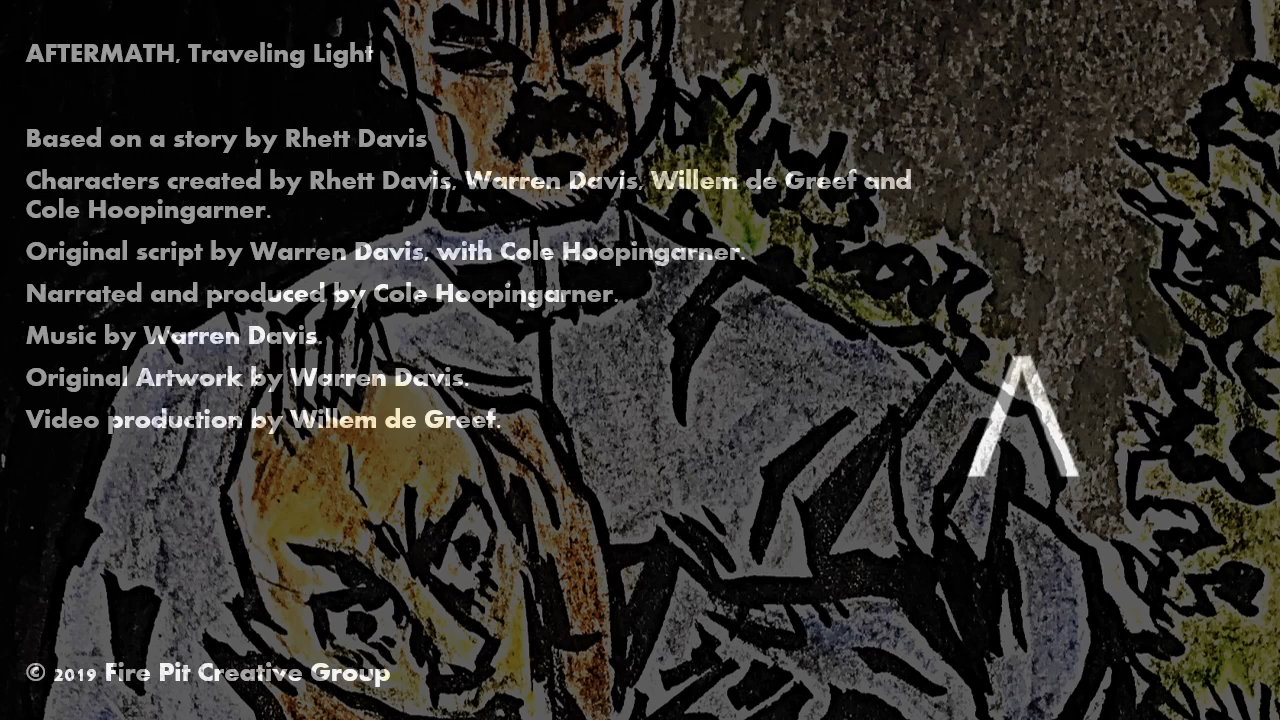 AFTERMATH, Traveling Light
Based on a story by Rhett Davis
Characters created by Rhett Davis, Warren Davis, Willem de Greef and
Cole Hoopingarner.
Original script by Warren Davis, with Cole Hoopingarner.
Narrated and produced by Cole Hoopingarner.
Music by Warren Davis.
Original Artwork by Warren Davis.
Video production by Willem de Greef.
© 2019 Fire Pit Creative Group